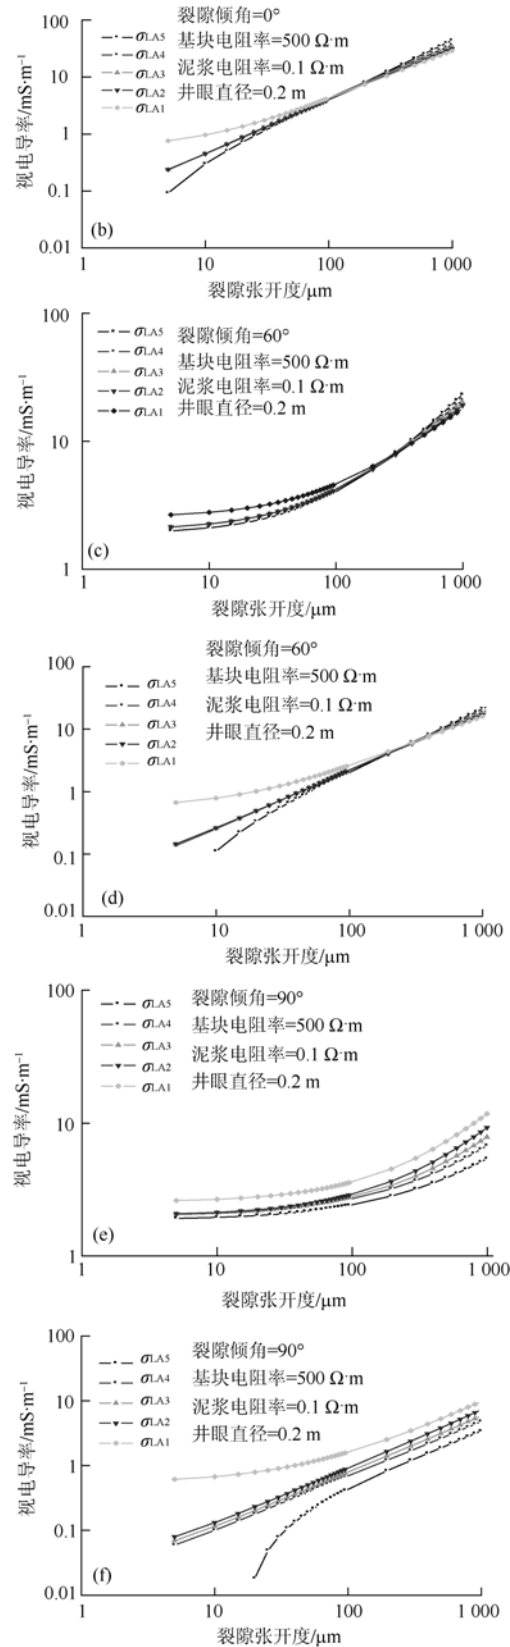 裂隙倾角=0°
基块电阻率=500 Ω·m
泥浆电阻率=0.1 Ω·m
井眼直径=0.2 m
σLA5
σLA4
σLA3
σLA2
σLA1
视电导率/mS·m⁻¹
100
10
1
0.1
0.01
(b)
1 10 100 1 000
裂隙张开度/μm
σLA5
σLA4
σLA3
σLA2
σLA1
裂隙倾角=60°
基块电阻率=500 Ω·m
泥浆电阻率=0.1 Ω·m
井眼直径=0.2 m
视电导率/mS·m⁻¹
100
10
1
(c)
1 10 100 1 000
裂隙张开度/μm
裂隙倾角=60°
基块电阻率=500 Ω·m
泥浆电阻率=0.1 Ω·m
井眼直径=0.2 m
σLA5
σLA4
σLA3
σLA2
σLA1
视电导率/mS·m⁻¹
100
10
1
0.1
0.01
(d)
1 10 100 1 000
裂隙张开度/μm
σLA5
σLA4
σLA3
σLA2
σLA1
裂隙倾角=90°
基块电阻率=500 Ω·m
泥浆电阻率=0.1 Ω·m
井眼直径=0.2 m
视电导率/mS·m⁻¹
100
10
1
(e)
1 10 100 1 000
裂隙张开度/μm
σLA5
σLA4
σLA3
σLA2
σLA1
裂隙倾角=90°
基块电阻率=500 Ω·m
泥浆电阻率=0.1 Ω·m
井眼直径=0.2 m
视电导率/mS·m⁻¹
100
10
1
0.1
0.01
(f)
1 10 100 1 000
裂隙张开度/μm